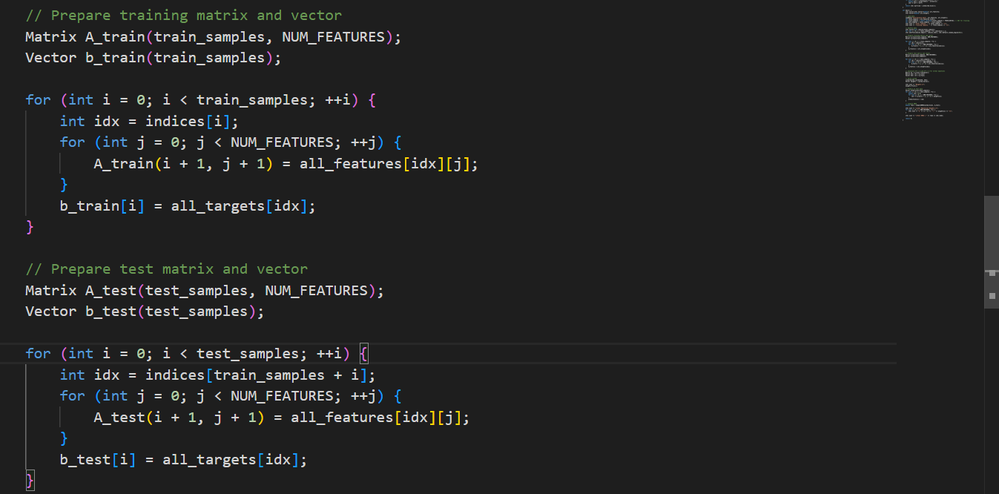 // Prepare training matrix and vector
Matrix A_train(train_samples, NUM_FEATURES);
Vector b_train(train_samples);

for (int i = 0; i < train_samples; ++i) {
    int idx = indices[i];
    for (int j = 0; j < NUM_FEATURES; ++j) {
        A_train(i + 1, j + 1) = all_features[idx][j];
    }
    b_train[i] = all_targets[idx];
}

// Prepare test matrix and vector
Matrix A_test(test_samples, NUM_FEATURES);
Vector b_test(test_samples);

for (int i = 0; i < test_samples; ++i) {
    int idx = indices[train_samples + i];
    for (int j = 0; j < NUM_FEATURES; ++j) {
        A_test(i + 1, j + 1) = all_features[idx][j];
    }
    b_test[i] = all_targets[idx];
}